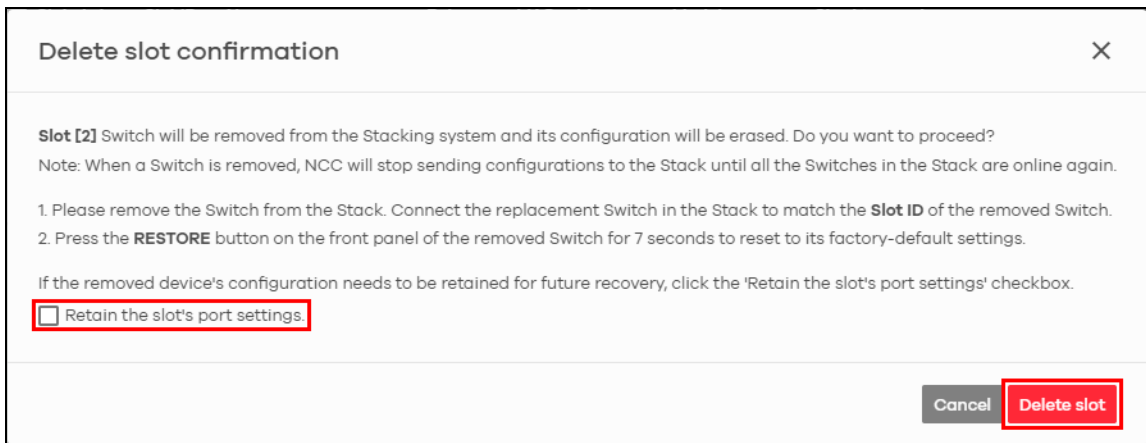 Delete slot confirmation
Slot [2] Switch will be removed from the Stacking system and its configuration will be erased. Do you want to proceed?
Note: When a Switch is removed, NCC will stop sending configurations to the Stack until all the Switches in the Stack are online again.
1. Please remove the Switch from the Stack. Connect the replacement Switch in the Stack to match the Slot ID of the removed Switch.
2. Press the RESTORE button on the front panel of the removed Switch for 7 seconds to reset to its factory-default settings.
If the removed device's configuration needs to be retained for future recovery, click the 'Retain the slot's port settings' checkbox.
Retain the slot's port settings.
Cancel Delete slot